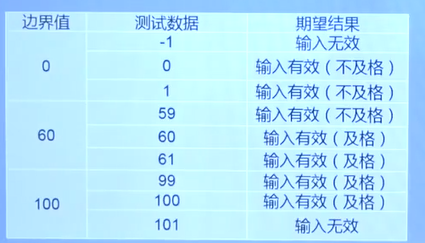 边界值 测试数据 期望结果
-1 输入无效
0 0 输入有效(不及格)
1 输入有效(不及格)
59 输入有效(不及格)
60 60 输入有效(及格)
61 输入有效(及格)
99 输入有效(及格)
100 100 输入有效(及格)
101 输入无效